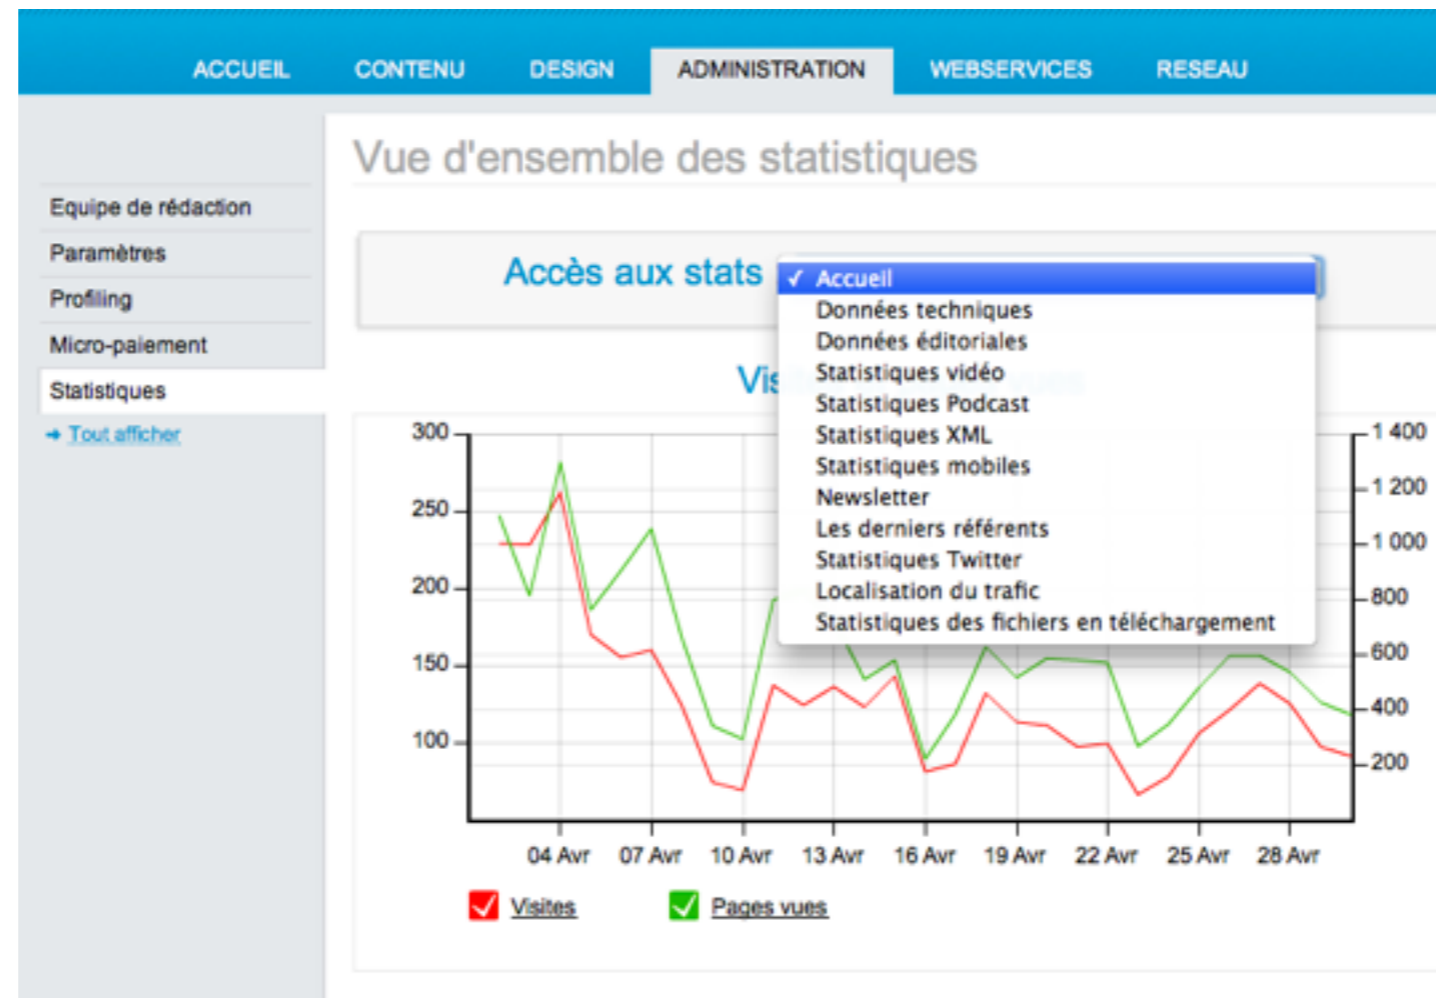 ACCUEIL CONTENU DESIGN ADMINISTRATION WEBSERVICES RESEAU
Vue d'ensemble des statistiques
Equipe de rédaction
Paramètres
Profiling
Micro-paiement
Statistiques
Tout afficher
Accès aux stats
✓ Accueil
Données techniques
Données éditoriales
Statistiques vidéo
Statistiques Podcast
Statistiques XML
Statistiques mobiles
Newsletter
Les derniers référents
Statistiques Twitter
Localisation du trafic
Statistiques des fichiers en téléchargement
300
250
200
150
100
1 400
1 200
1 000
800
600
400
200
04 Avr 07 Avr 10 Avr 13 Avr 16 Avr 19 Avr 22 Avr 25 Avr 28 Avr
Visites Pages vues